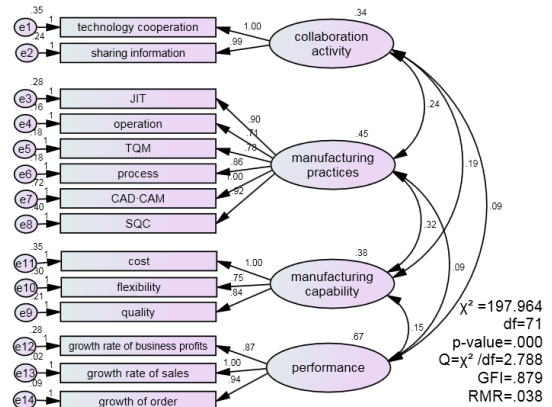 .35
e1 1 technology cooperation 1.00
.24
e2 1 sharing information .99
.34
collaboration
activity
.28
e3 1 JIT .90
.16
e4 1 operation .71
.18
e5 1 TQM .78
.18
e6 1 process .86
.72
e7 1 CAD·CAM 1.00
.40
e8 1 SQC .92
.45
manufacturing
practices
.35
e11 1 cost 1.00
.30
e10 1 flexibility .75
.21
e9 1 quality .84
.38
manufacturing
capability
.28
e12 1 growth rate of business profits .87
.02
e13 1 growth rate of sales 1.00
.09
e14 1 growth of order .94
.67
performance
.24
.19
.09
.32
.09
.15
χ² =197.964
df=71
p-value=.000
Q=χ² /df=2.788
GFI=.879
RMR=.038